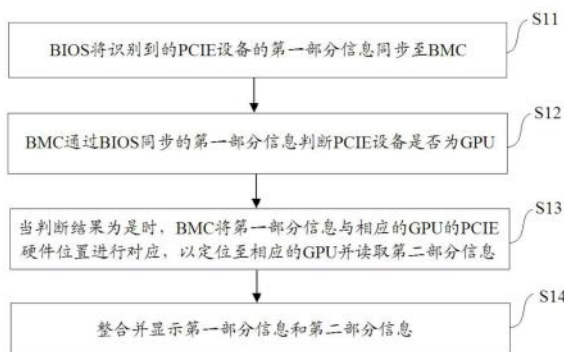 S11
BIOS将识别到的PCIE设备的第一部分信息同步至BMC
S12
BMC通过BIOS同步的第一部分信息判断PCIE设备是否为GPU
S13
当判断结果为是时，BMC将第一部分信息与相应的GPU的PCIE
硬件位置进行对应，以定位至相应的GPU并读取第二部分信息
S14
整合并显示第一部分信息和第二部分信息